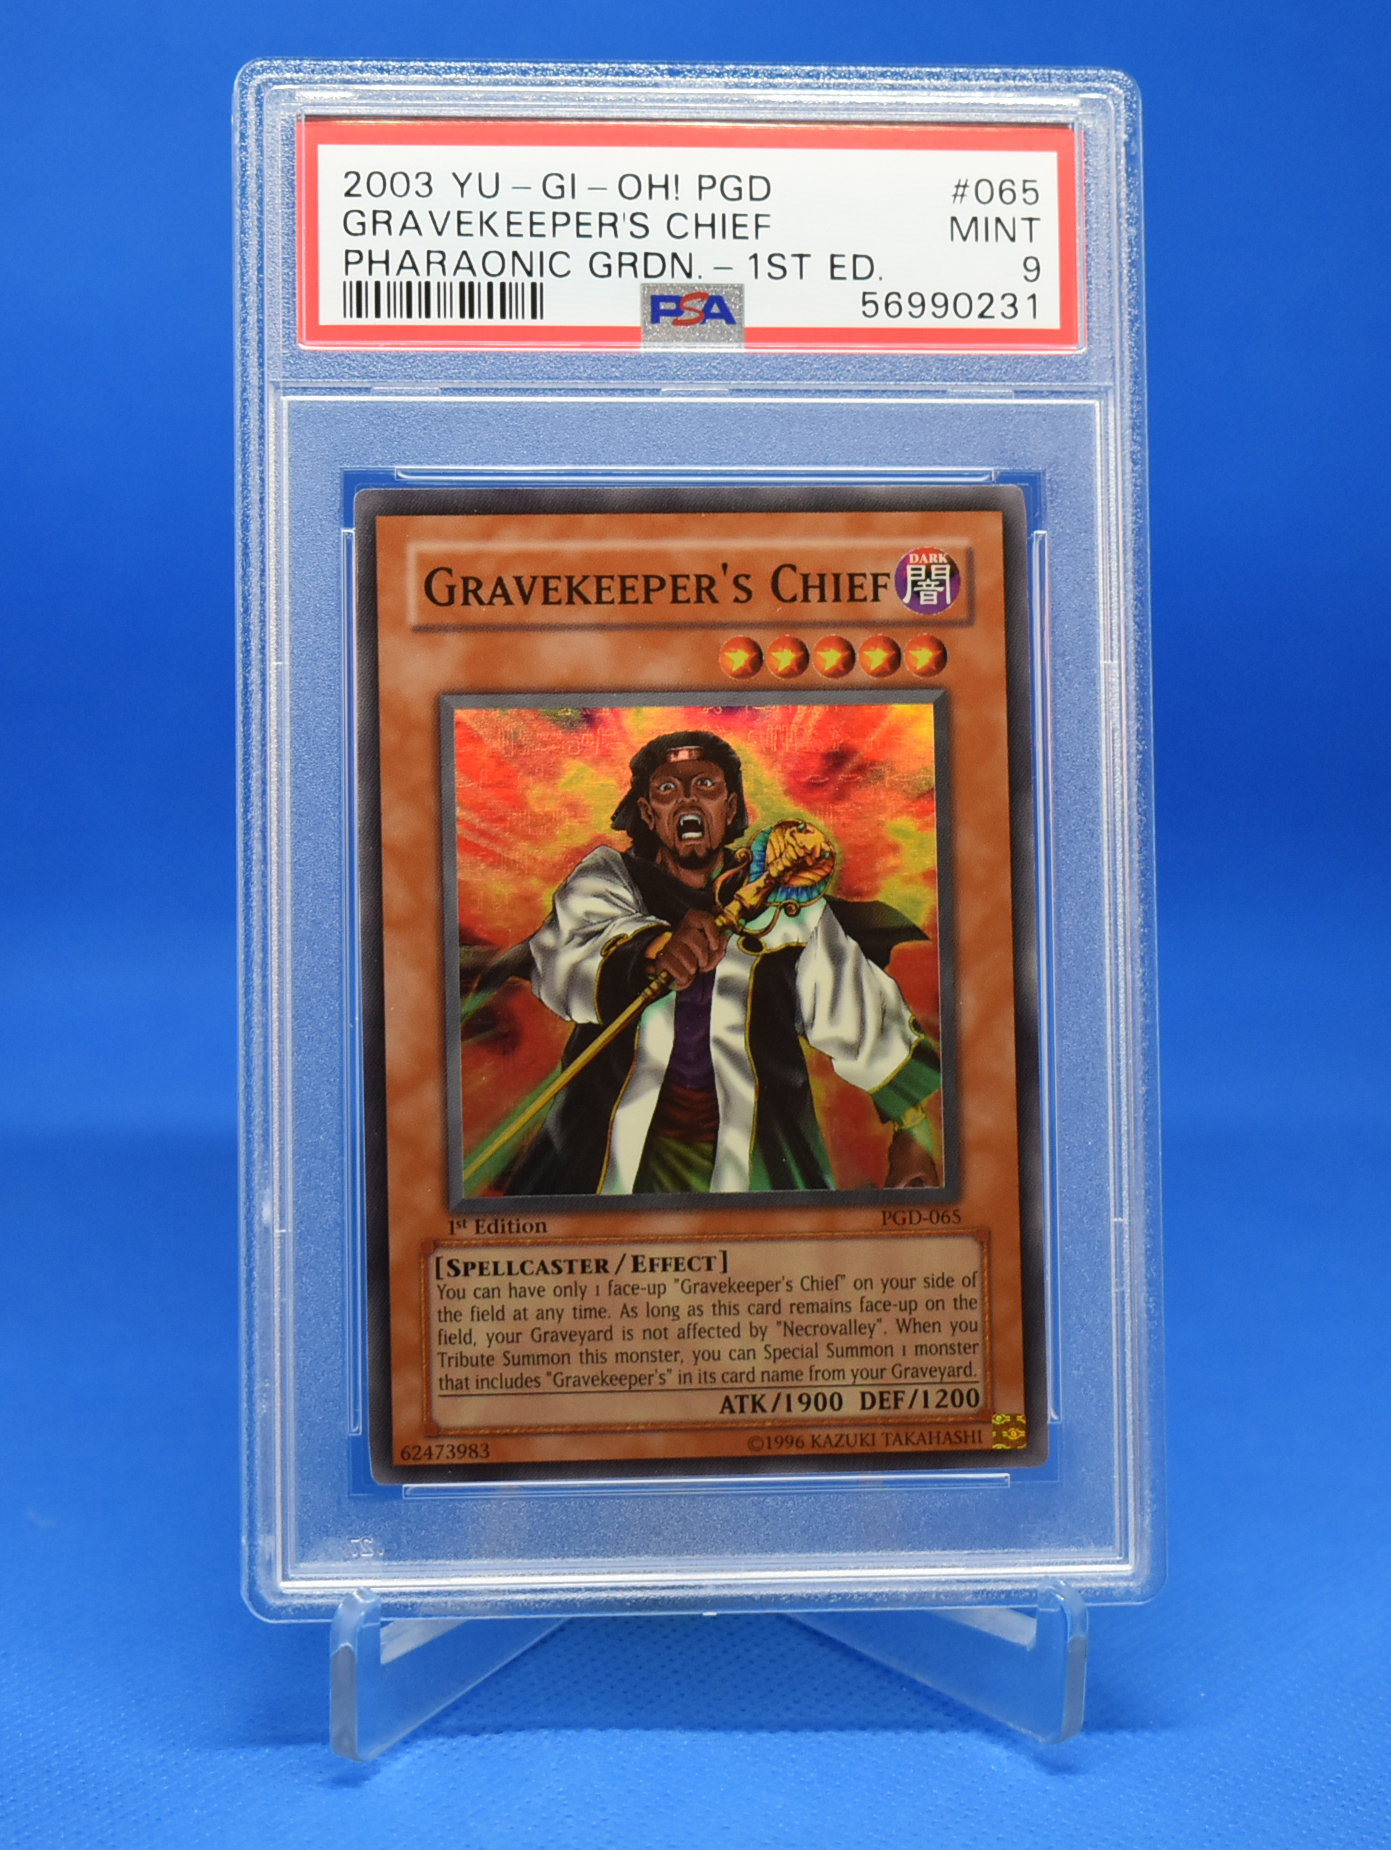 2003 YU-GI-OH! PGD #065
GRAVEKEEPER'S CHIEF MINT
PHARAONIC GRDN.-1ST ED. 9
PSA 56990231
GRAVEKEEPER'S CHIEF
DARK
闇
1st Edition PGD-065
[SPELLCASTER/EFFECT]
You can have only 1 face-up "Gravekeeper's Chief" on your side of
the field at any time. As long as this card remains face-up on the
field, your Graveyard is not affected by "Necrovalley". When you
Tribute Summon this monster, you can Special Summon 1 monster
that includes "Gravekeeper's" in its card name from your Graveyard.
ATK/1900 DEF/1200
62473983 ©1996 KAZUKI TAKAHASHI